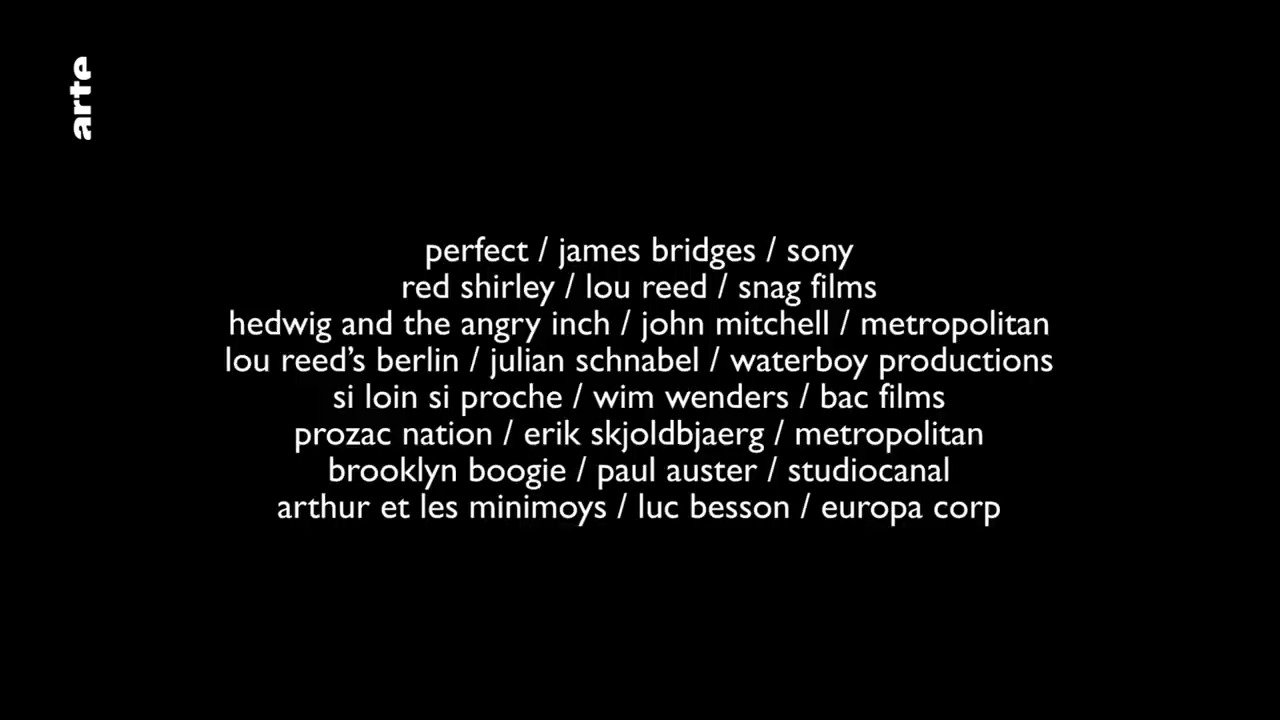 arte
perfect / james bridges / sony
red shirley / lou reed / snag films
hedwig and the angry inch / john mitchell / metropolitan
lou reed’s berlin / julian schnabel / waterboy productions
si loin si proche / wim wenders / bac films
prozac nation / erik skjoldbjaerg / metropolitan
brooklyn boogie / paul auster / studiocanal
arthur et les minimoys / luc besson / europa corp